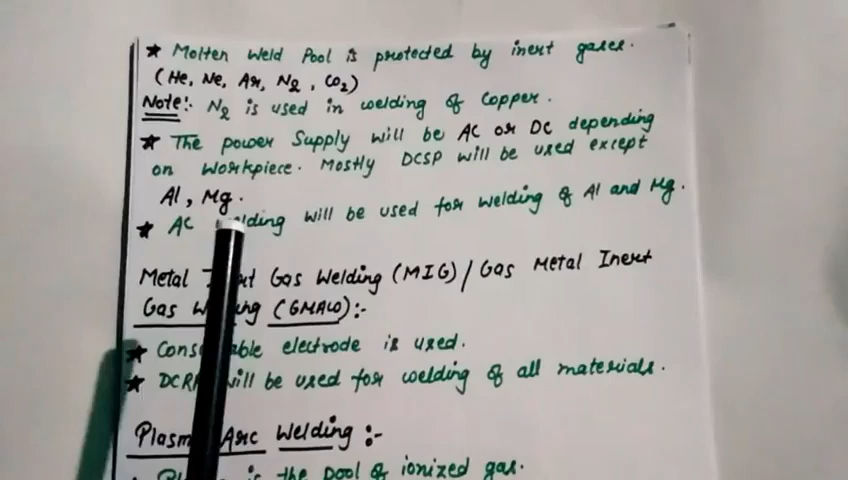 ★ Molten Weld Pool is protected by inert gases.
(He, Ne, Ar, N2, CO2)
Note:- N2 is used in welding of Copper.
★ The power Supply will be AC or DC depending
on Workpiece. Mostly DCSP will be used except
Al, Mg.
★ AC will be used for welding of Al and Mg.
Metal Gas Welding (MIG)/ Gas Metal Inert
Gas (GMAW):-
★ electrode is used.
★ will be used for welding of all materials.
Plasma Arc Welding :-
is the pool of ionized gas.